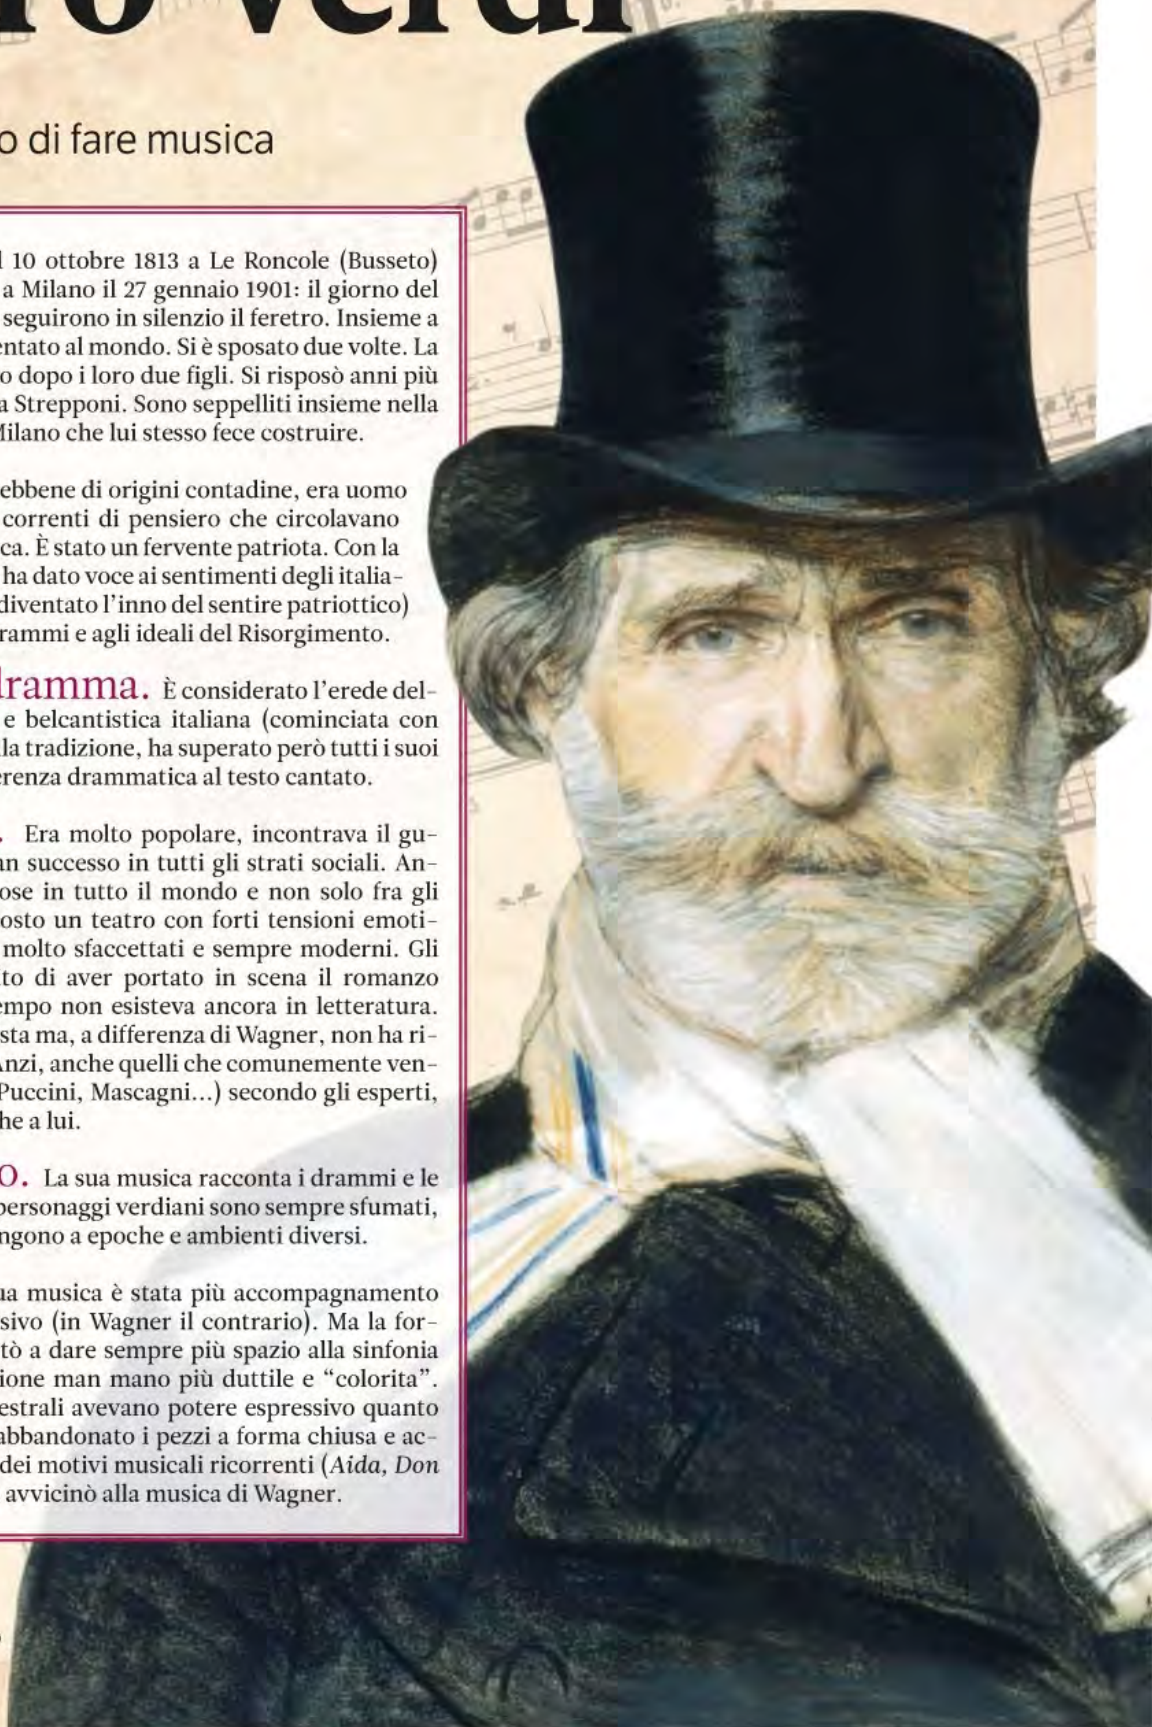 ro verdi
o di fare musica
l 10 ottobre 1813 a Le Roncole (Busseto)
a Milano il 27 gennaio 1901: il giorno del
seguirono in silenzio il feretro. Insieme a
entato al mondo. Si è sposato due volte. La
o dopo i loro due figli. Si risposò anni più
a Strepponi. Sono seppelliti insieme nella
Milano che lui stesso fece costruire.
ebbene di origini contadine, era uomo
correnti di pensiero che circolavano
ca. È stato un fervente patriota. Con la
ha dato voce ai sentimenti degli italia-
diventato l'inno del sentire patriottico)
rammi e agli ideali del Risorgimento.
dramma. È considerato l'erede del-
e belcantistica italiana (cominciata con
lla tradizione, ha superato però tutti i suoi
erenza drammatica al testo cantato.
. Era molto popolare, incontrava il gu-
an successo in tutti gli strati sociali. An-
ose in tutto il mondo e non solo fra gli
osto un teatro con forti tensioni emoti-
molto sfaccettati e sempre moderni. Gli
to di aver portato in scena il romanzo
empo non esisteva ancora in letteratura.
sta ma, a differenza di Wagner, non ha ri-
Anzi, anche quelli che comunemente ven-
Puccini, Mascagni...) secondo gli esperti,
he a lui.
o. La sua musica racconta i drammi e le
personaggi verdiani sono sempre sfumati,
ngono a epoche e ambienti diversi.
ua musica è stata più accompagnamento
sivo (in Wagner il contrario). Ma la for-
tò a dare sempre più spazio alla sinfonia
ione man mano più duttile e “colorita”.
estrali avevano potere espressivo quanto
abbandonato i pezzi a forma chiusa e ac-
dei motivi musicali ricorrenti (Aida, Don
avvicinò alla musica di Wagner.